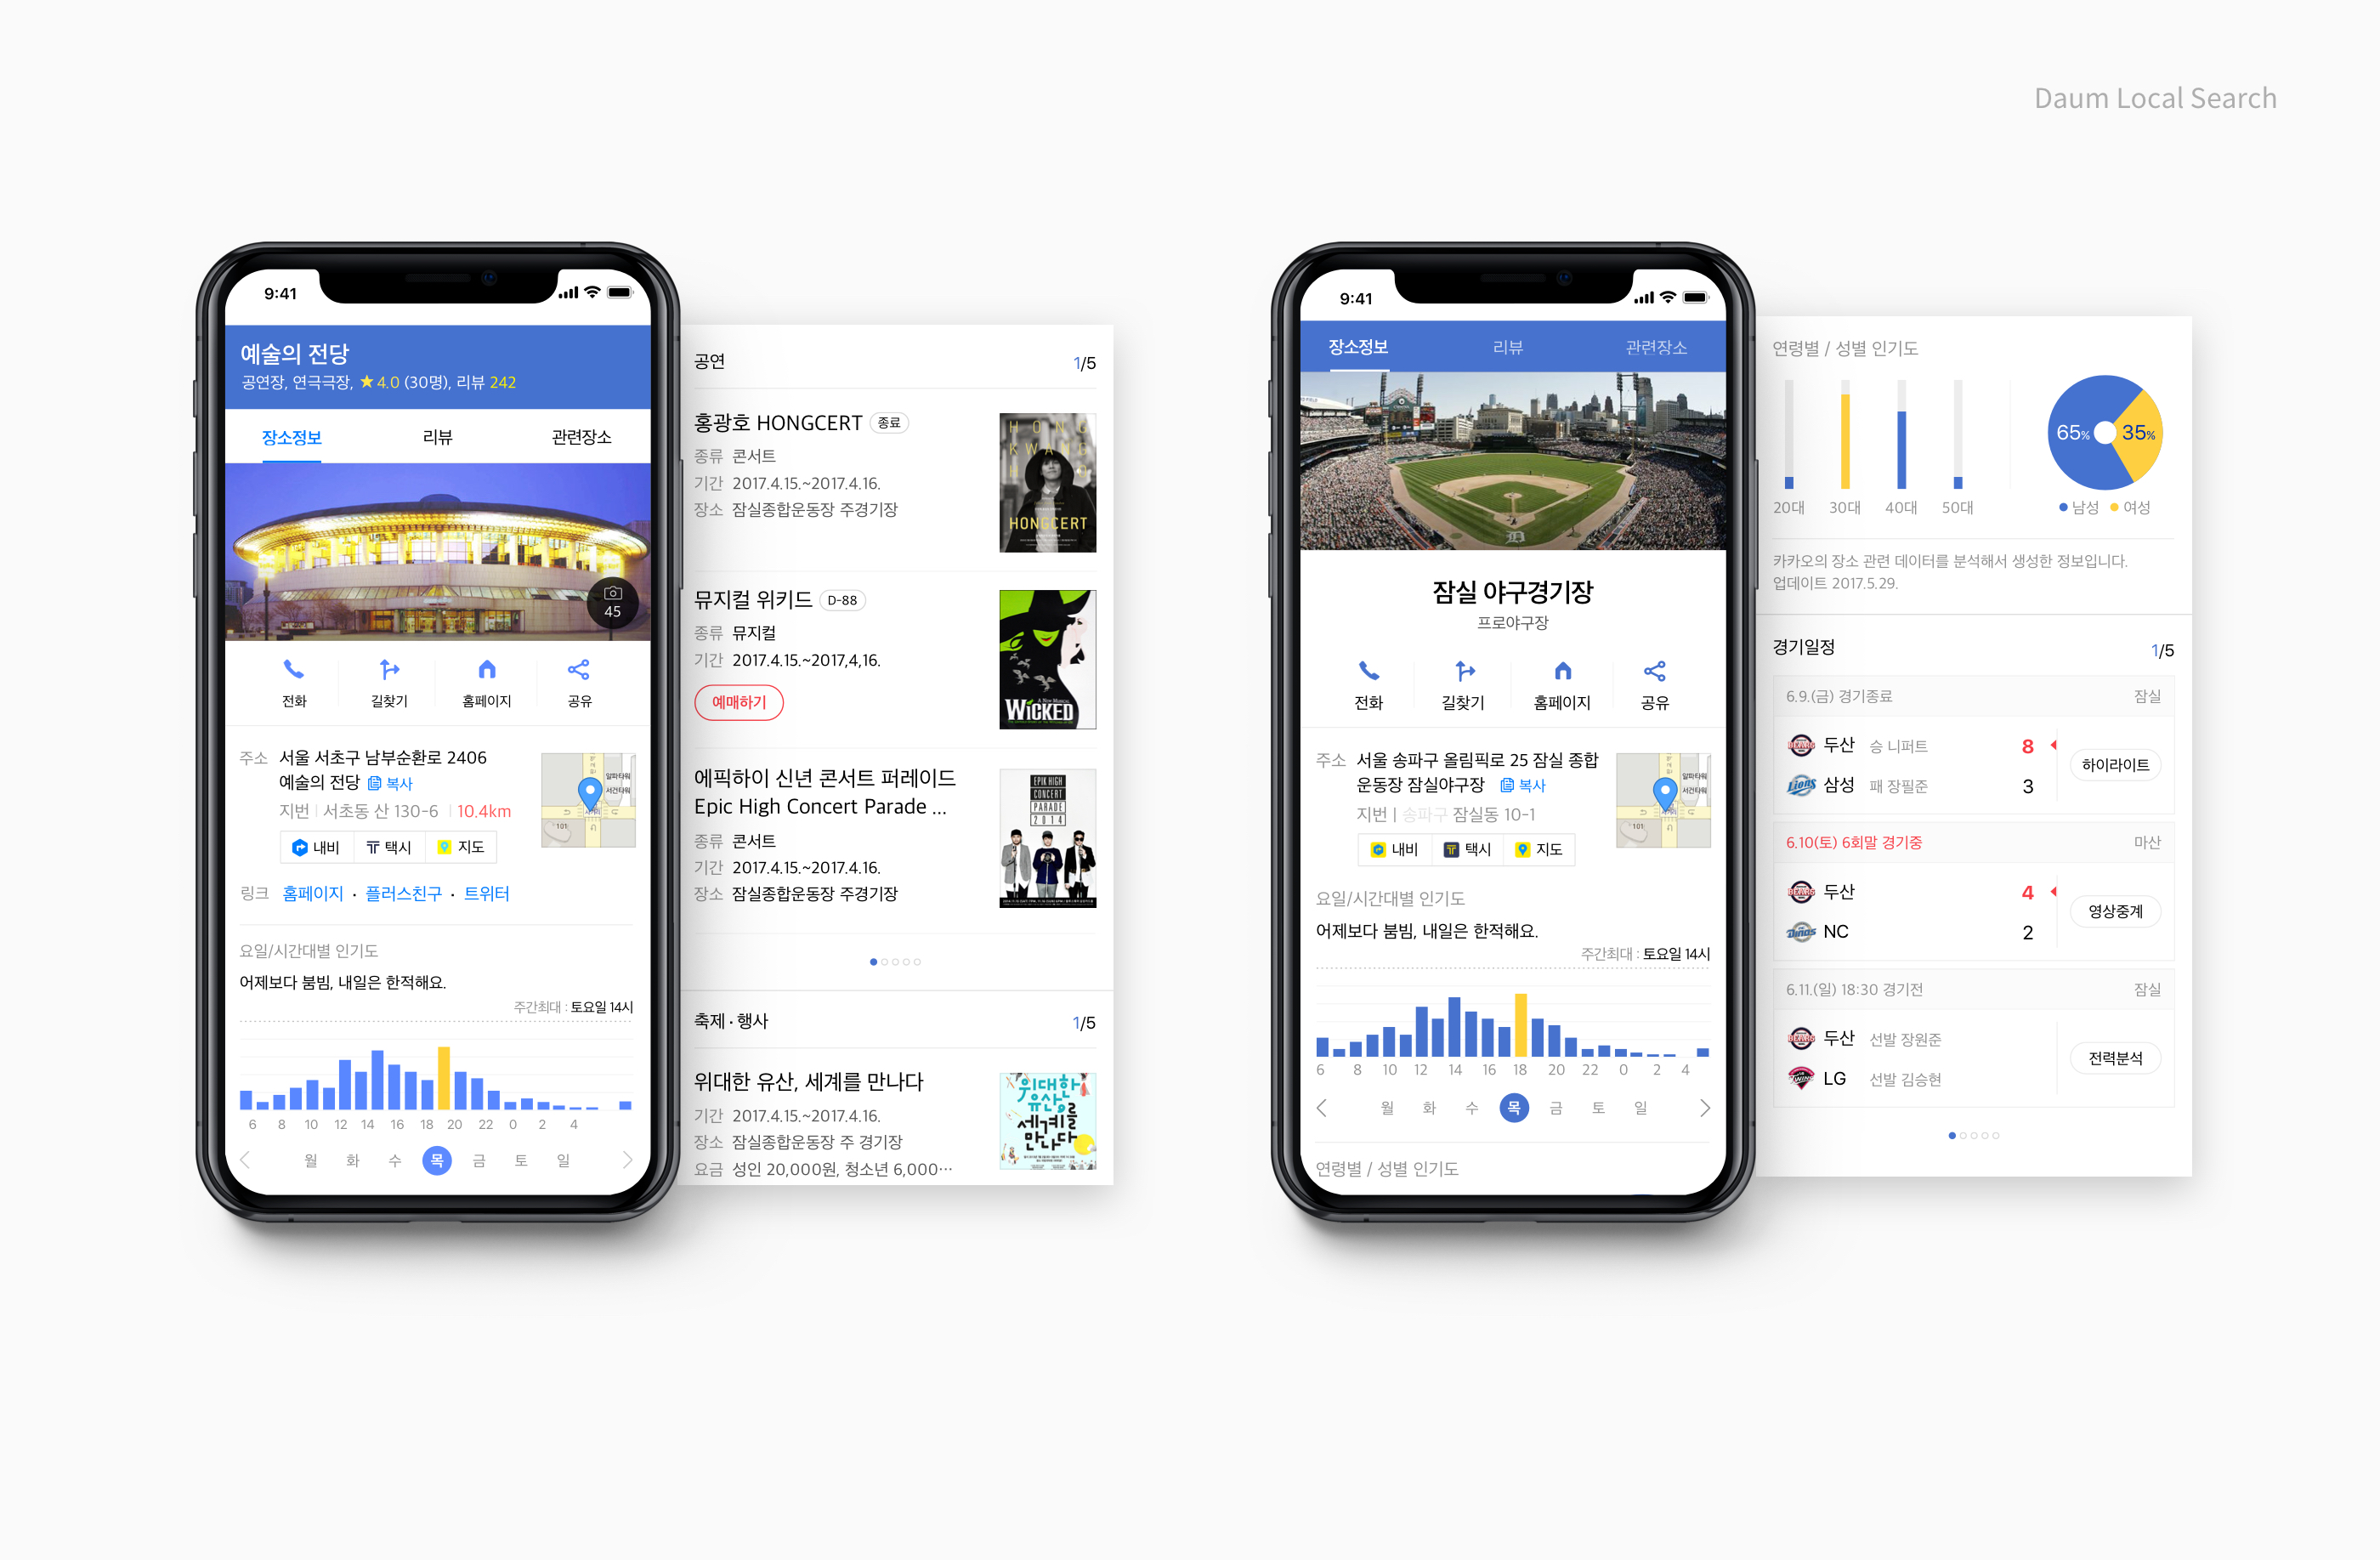 Daum Local Search
9:41
예술의 전당
공연장, 연극극장, ★4.0 (30명), 리뷰 242
장소정보 리뷰 관련장소
45
전화 길찾기 홈페이지 공유
주소 서울 서초구 남부순환로 2406
예술의 전당 복사
지번 서초동 산 130-6 10.4km
내비 택시 지도
알파타워
서건타워
101
링크 홈페이지 · 플러스친구 · 트위터
요일/시간대별 인기도
어제보다 붐빔, 내일은 한적해요.
주간최대 : 토요일 14시
6 8 10 12 14 16 18 20 22 0 2 4
월 화 수 목 금 토 일
공연 1/5
홍광호 HONGCERT 종료
종류 콘서트
기간 2017.4.15.~2017.4.16.
장소 잠실종합운동장 주경기장
HONG
KWANG
HONGCERT
뮤지컬 위키드 D-88
종류 뮤지컬
기간 2017.4.15.~2017,4,16.
예매하기
WICKED
에픽하이 신년 콘서트 퍼레이드
Epic High Concert Parade ...
종류 콘서트
기간 2017.4.15.~2017.4.16.
장소 잠실종합운동장 주경기장
EPIK HIGH
CONCERT
PARADE
2014
축제·행사 1/5
위대한 유산, 세계를 만나다
기간 2017.4.15.~2017.4.16.
장소 잠실종합운동장 주 경기장
요금 성인 20,000원, 청소년 6,000···
위대한
유산,
세계를
만나다
9:41
장소정보 리뷰 관련장소
잠실 야구경기장
프로야구장
전화 길찾기 홈페이지 공유
주소 서울 송파구 올림픽로 25 잠실 종합
운동장 잠실야구장 복사
지번 | 송파구 잠실동 10-1
내비 택시 지도
알파타워
서건타워
101
요일/시간대별 인기도
어제보다 붐빔, 내일은 한적해요.
주간최대 : 토요일 14시
6 8 10 12 14 16 18 20 22 0 2 4
월 화 수 목 금 토 일
연령별 / 성별 인기도
연령별 / 성별 인기도
20대 30대 40대 50대
65% 35%
남성 여성
카카오의 장소 관련 데이터를 분석해서 생성한 정보입니다.
업데이트 2017.5.29.
경기일정 1/5
6.9.(금) 경기종료 잠실
두산 승 니퍼트 8
삼성 패 장필준 3
하이라이트
6.10(토) 6회말 경기중 마산
두산 4
NC 2
영상중계
6.11.(일) 18:30 경기전 잠실
두산 선발 장원준
LG 선발 김승현
전력분석